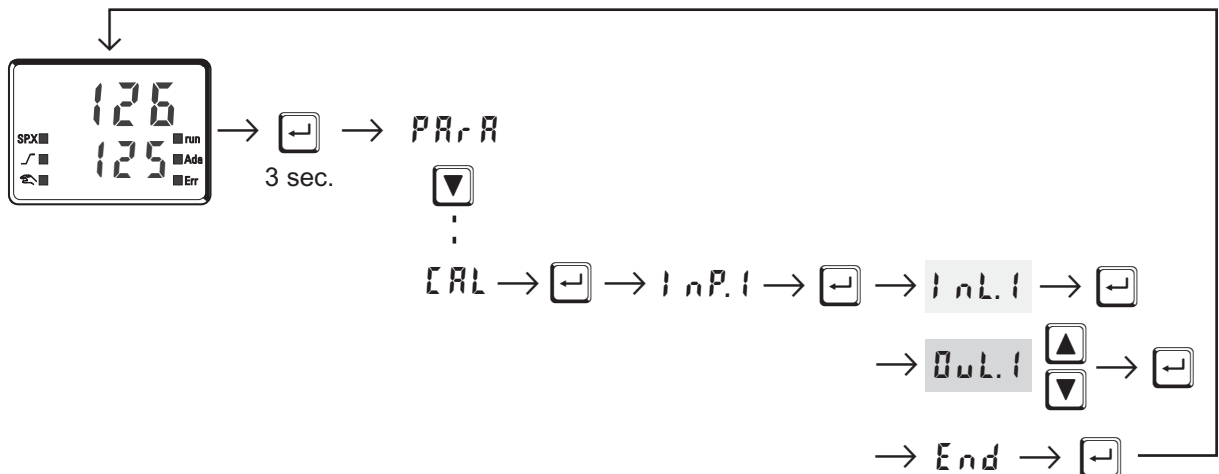 126
SP.X
run
125
Ada
Err
3 sec.
PArA
CAL
InP.1
InL.1
OuL.1
End